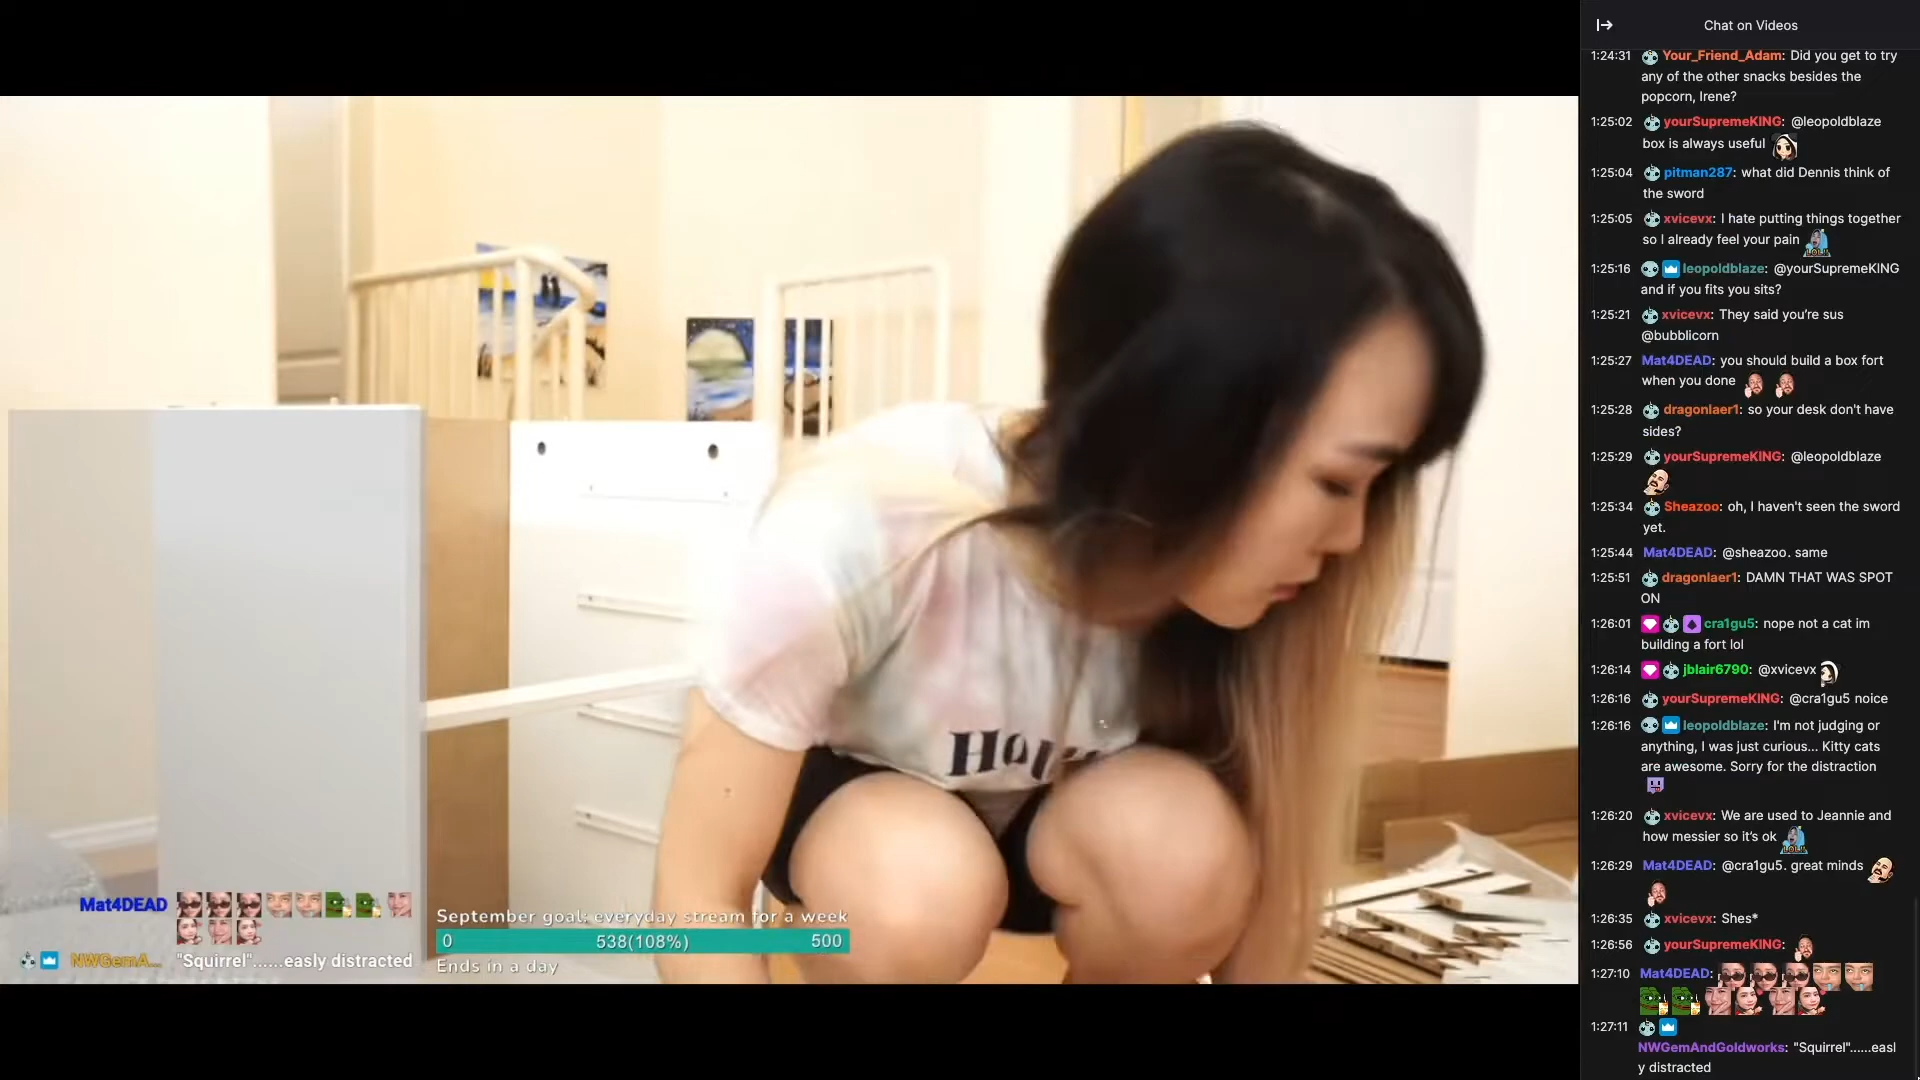 Chat on Videos
1:24:31 Your_Friend_Adam: Did you get to try
any of the other snacks besides the
popcorn, Irene?
1:25:02 yourSupremeKING: @leopoldblaze
box is always useful
1:25:04 pitman287: what did Dennis think of
the sword
1:25:05 xvicevx: I hate putting things together
so I already feel your pain
1:25:16 leopoldblaze: @yourSupremeKING
and if you fits you sits?
1:25:21 xvicevx: They said you’re sus
@bubblicorn
1:25:27 Mat4DEAD: you should build a box fort
when you done
1:25:28 dragonlaer1: so your desk don't have
sides?
1:25:29 yourSupremeKING: @leopoldblaze
1:25:34 Sheazoo: oh, I haven't seen the sword
yet.
1:25:44 Mat4DEAD: @sheazoo. same
1:25:51 dragonlaer1: DAMN THAT WAS SPOT
ON
1:26:01 cra1gu5: nope not a cat im
building a fort lol
1:26:14 jblair6790: @xvicevx
1:26:16 yourSupremeKING: @cra1gu5 noice
1:26:16 leopoldblaze: I'm not judging or
anything, I was just curious... Kitty cats
are awesome. Sorry for the distraction
1:26:20 xvicevx: We are used to Jeannie and
how messier so it’s ok
1:26:29 Mat4DEAD: @cra1gu5. great minds
1:26:35 xvicevx: Shes*
1:26:56 yourSupremeKING:
1:27:10 Mat4DEAD:
1:27:11
NWGemAndGoldworks: "Squirrel"......easl
y distracted
Mat4DEAD
NWGemA... "Squirrel"......easly distracted
September goal: everyday stream for a week
0 538(108%) 500
Ends in a day